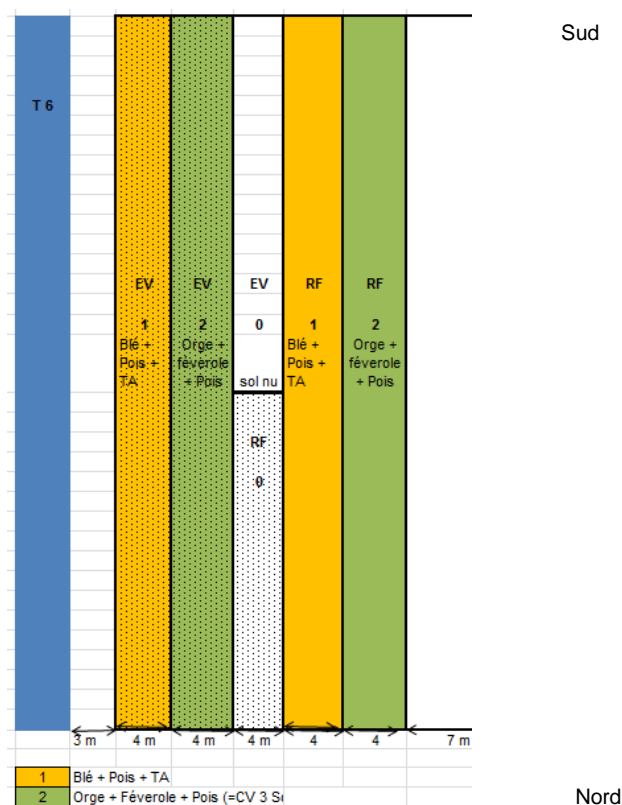 Sud
T 6
EV
1
Blé +
Pois +
TA
EV
2
Orge +
féverole
+ Pois
EV
0
sol nu
RF
0
RF
1
Blé +
Pois +
TA
RF
2
Orge +
féverole
+ Pois
3 m 4 m 4 m 4 m 4 4 7 m
1 Blé + Pois + TA
2 Orge + Féverole + Pois (=CV 3 So
Nord